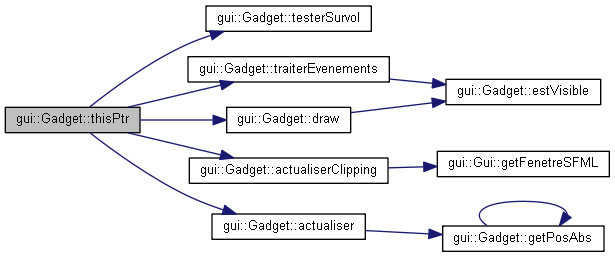 gui::Gadget::testerSurvol
gui::Gadget::traiterEvenements
gui::Gadget::estVisible
gui::Gadget::thisPtr
gui::Gadget::draw
gui::Gadget::actualiserClipping
gui::Gui::getFenetreSFML
gui::Gadget::actualiser
gui::Gadget::getPosAbs